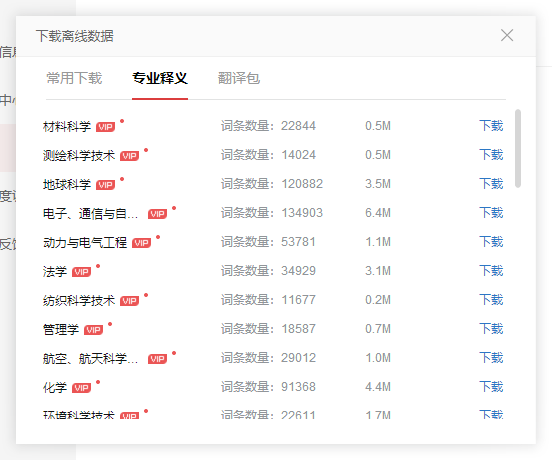 下载离线数据
常用下载 专业释义 翻译包
材料科学 VIP 词条数量：22844 0.5M 下载
测绘科学技术 VIP 词条数量：14024 0.5M 下载
地球科学 VIP 词条数量：120882 3.5M 下载
电子、通信与自... VIP 词条数量：134903 6.4M 下载
动力与电气工程 VIP 词条数量：53781 1.1M 下载
法学 VIP 词条数量：34929 3.1M 下载
纺织科学技术 VIP 词条数量：11677 0.2M 下载
管理学 VIP 词条数量：18587 0.7M 下载
航空、航天科学... VIP 词条数量：29012 1.0M 下载
化学 VIP 词条数量：91368 4.4M 下载
环境科学技术 VIP 词条数量：22611 1.7M 下载